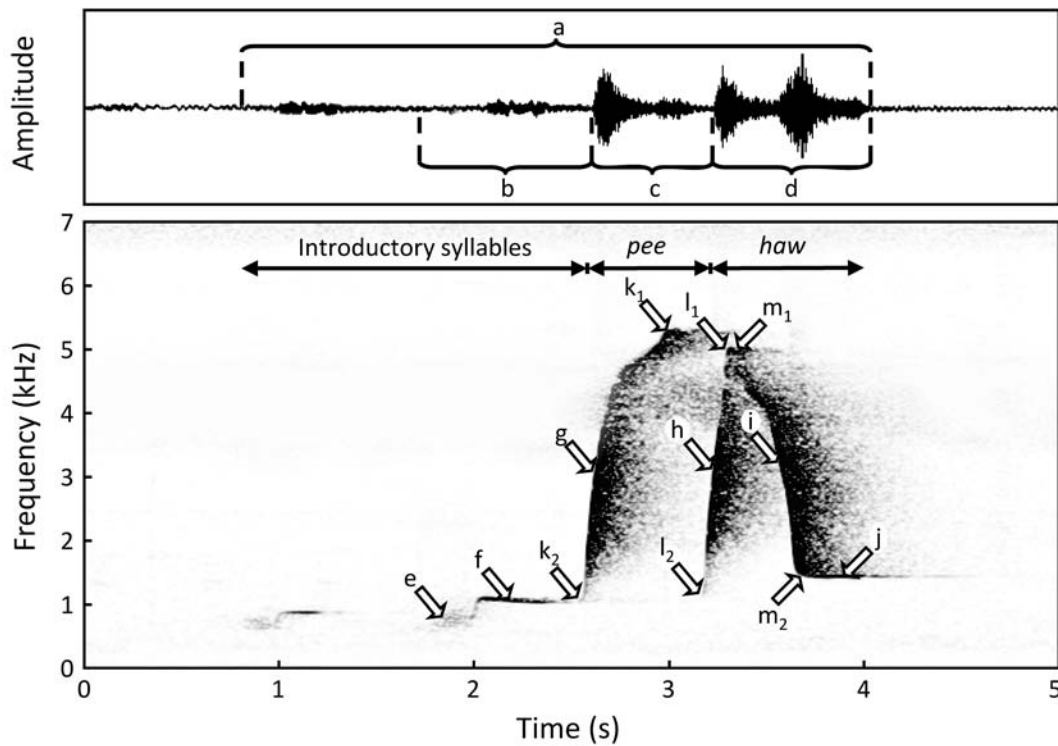 Amplitude
a
b c d
Frequency (kHz)
7
6
5
4
3
2
1
0
Introductory syllables pee haw
k1 l1 m1
g h i
e f k2 l2 m2 j
0 1 2 3 4 5
Time (s)